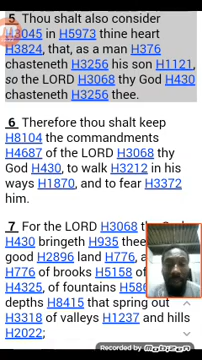 5 Thou shalt also consider
H3045 in H5973 thine heart
H3824, that, as a man H376
chasteneth H3256 his son H1121,
so the LORD H3068 thy God H430
chasteneth H3256 thee.
6 Therefore thou shalt keep
H8104 the commandments
H4687 of the LORD H3068 thy
God H430, to walk H3212 in his
ways H1870, and to fear H3372
him.
7 For the LORD H3068
H430 bringeth H935 thee
good H2896 land H776, a
H776 of brooks H5158 of
H4325, of fountains
depths H8415 that spring out
H3318 of valleys H1237 and hills
H2022;
Recorded by
Mobizen